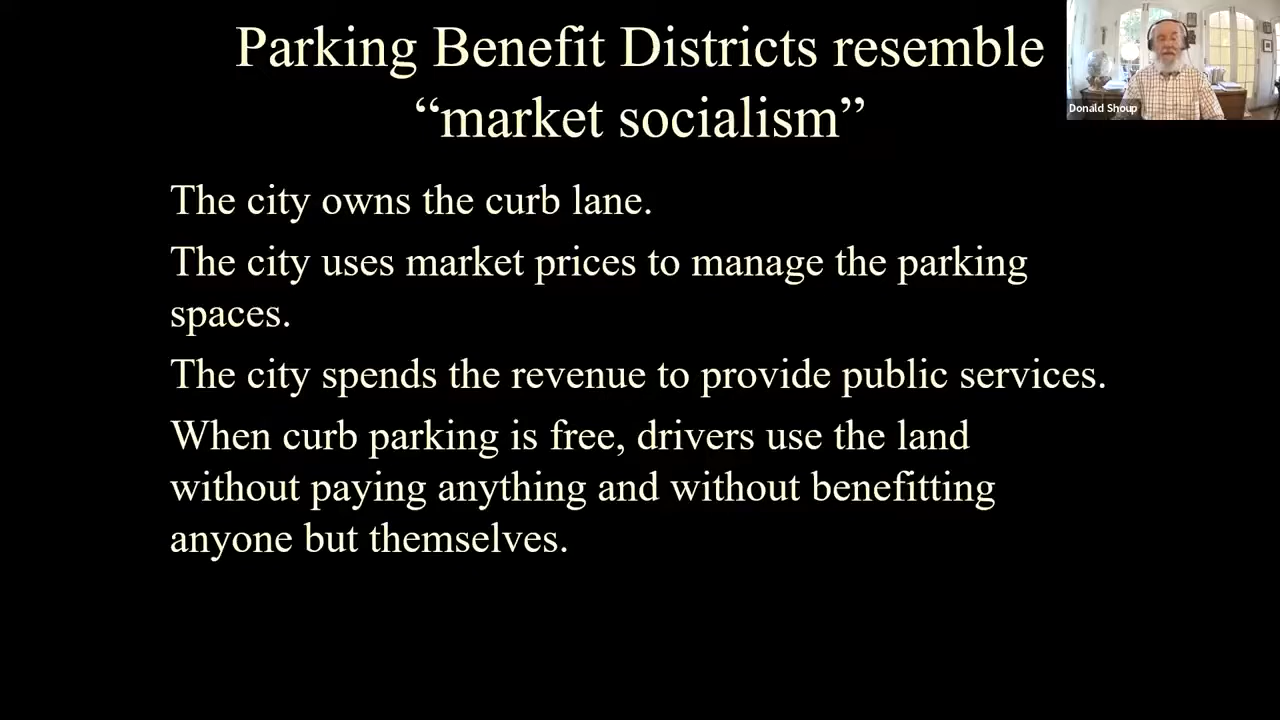 Parking Benefit Districts resemble
“market socialism”
Donald Shoup
The city owns the curb lane.
The city uses market prices to manage the parking
spaces.
The city spends the revenue to provide public services.
When curb parking is free, drivers use the land
without paying anything and without benefitting
anyone but themselves.